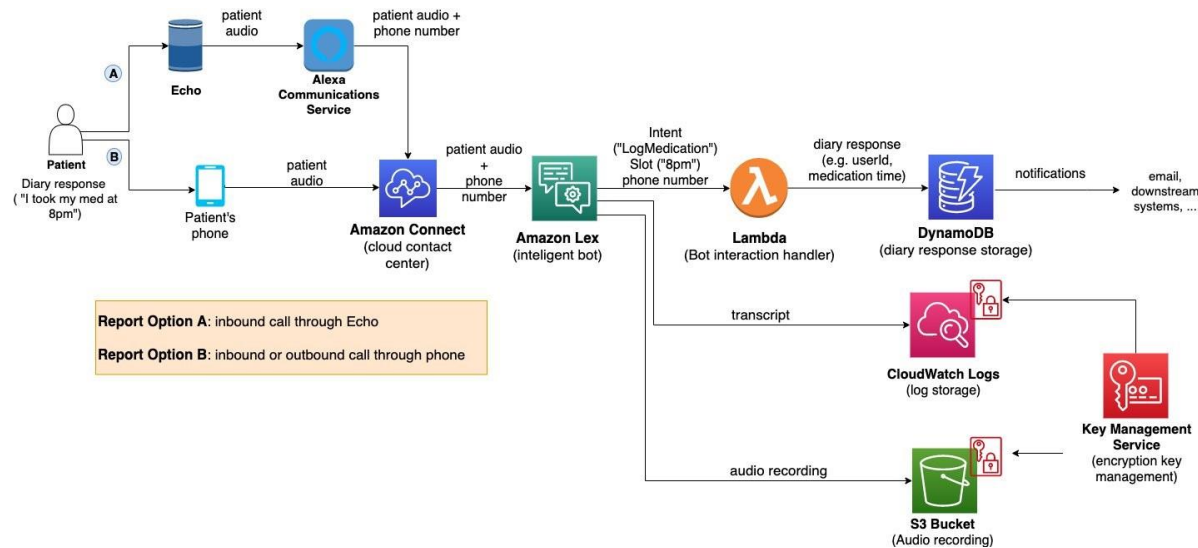 patient
audio
patient audio +
phone number
A
Echo
Alexa
Communications
Service
B
Patient
Diary response
( "I took my med at
8pm")
Patient's
phone
patient
audio
Amazon Connect
(cloud contact
center)
patient audio
+
phone
number
Amazon Lex
(inteligent bot)
Intent
("LogMedication")
Slot ("8pm")
phone number
Lambda
(Bot interaction handler)
diary response
(e.g. userId,
medication time)
DynamoDB
(diary response storage)
notifications
email,
downstream
systems, ...
Report Option A: inbound call through Echo
Report Option B: inbound or outbound call through phone
transcript
CloudWatch Logs
(log storage)
Key Management
Service
(encryption key
management)
audio recording
S3 Bucket
(Audio recording)